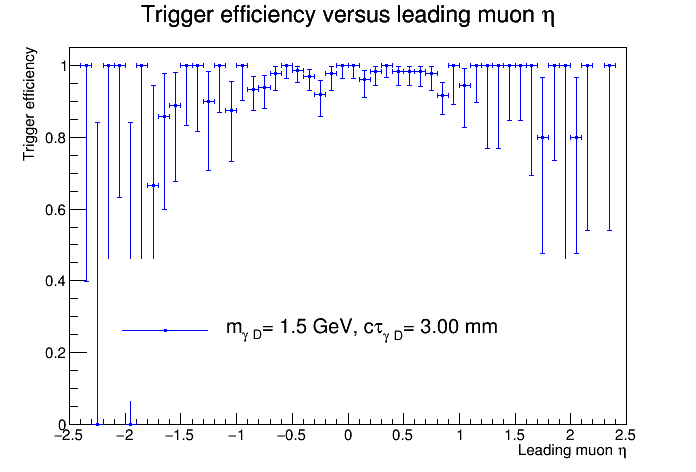 Trigger efficiency versus leading muon η
Trigger efficiency
1
0.8
0.6
0.4
0.2
0
mγ D= 1.5 GeV, cτγ D= 3.00 mm
−2.5 −2 −1.5 −1 −0.5 0 0.5 1 1.5 2 2.5
Leading muon η